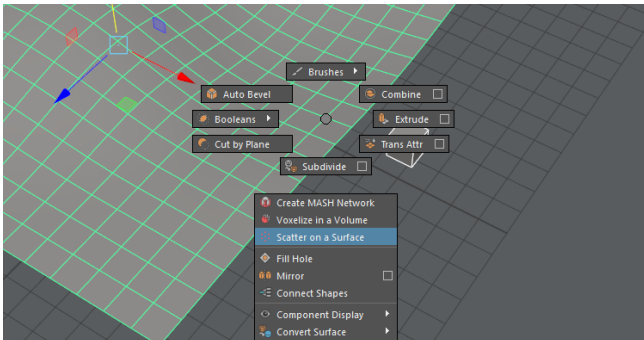 Brushes
Auto Bevel
Combine
Booleans
Extrude
Cut by Plane
Trans Attr
Subdivide
Create MASH Network
Voxelize in a Volume
Scatter on a Surface
Fill Hole
Mirror
Connect Shapes
Component Display
Convert Surface